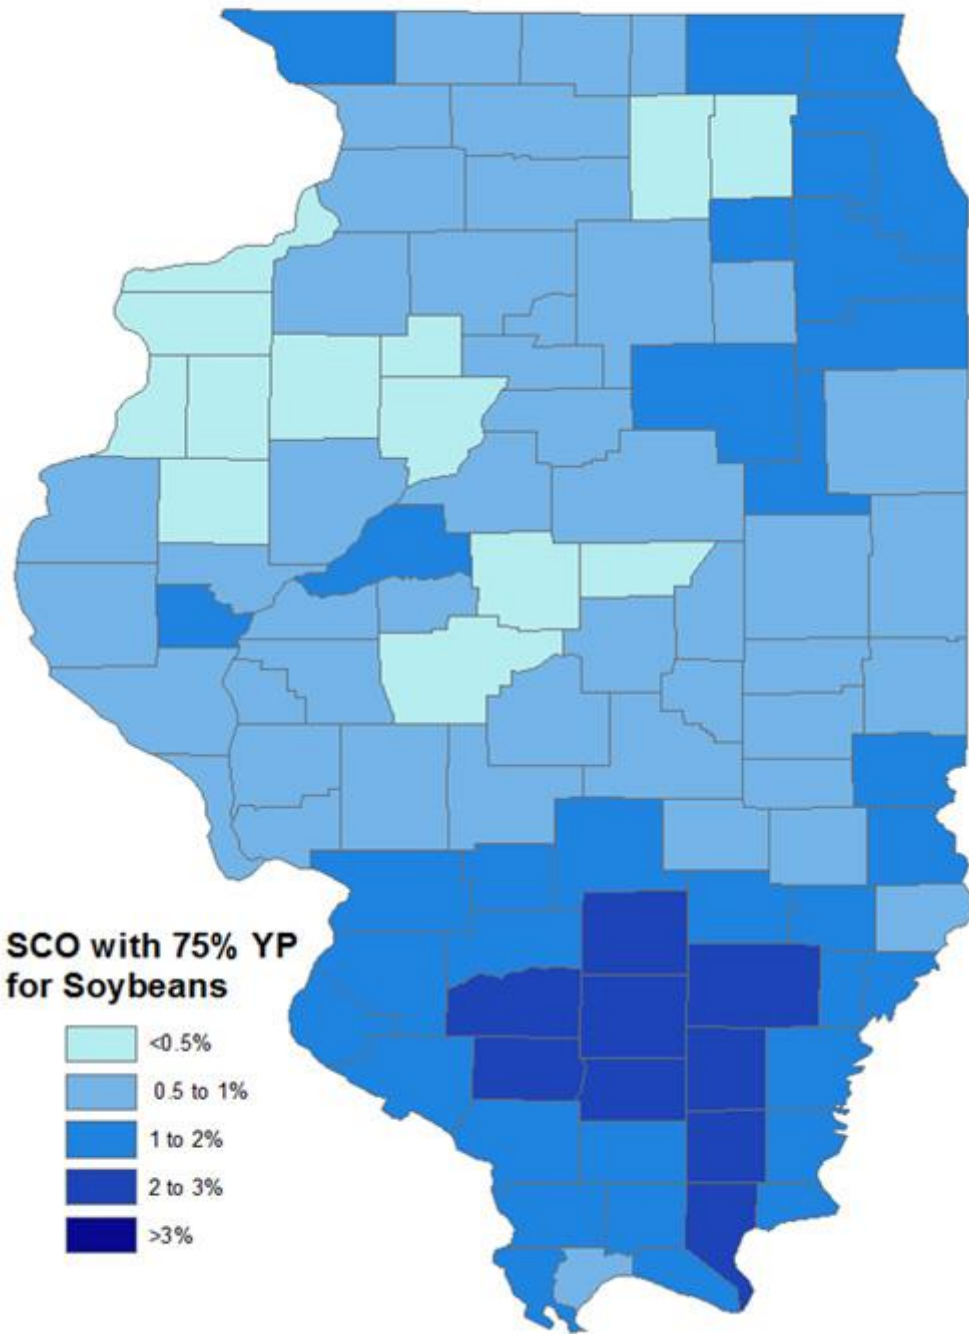 SCO with 75% YP
for Soybeans
<0.5%
0.5 to 1%
1 to 2%
2 to 3%
>3%